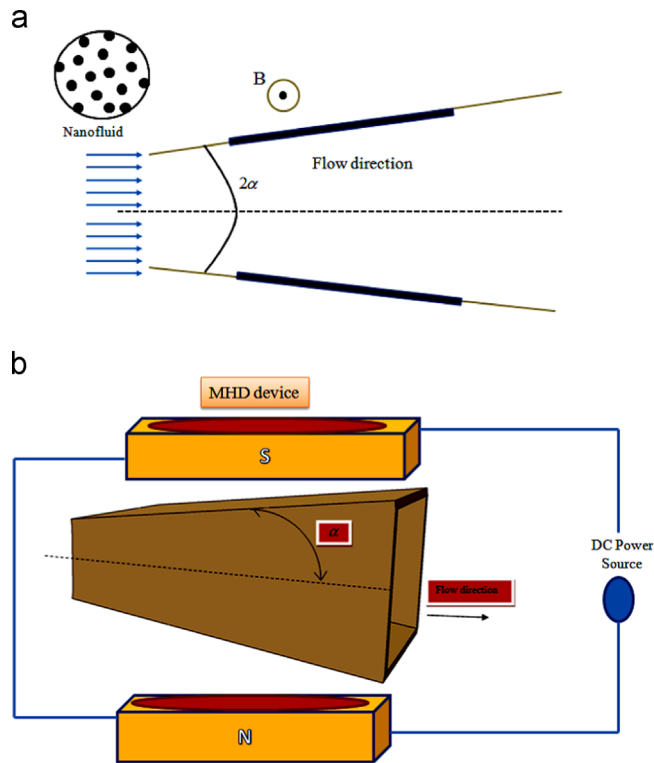 a
B
Nanofluid
Flow direction
2α
b
MHD device
S
α
DC Power
Source
Flow direction
N